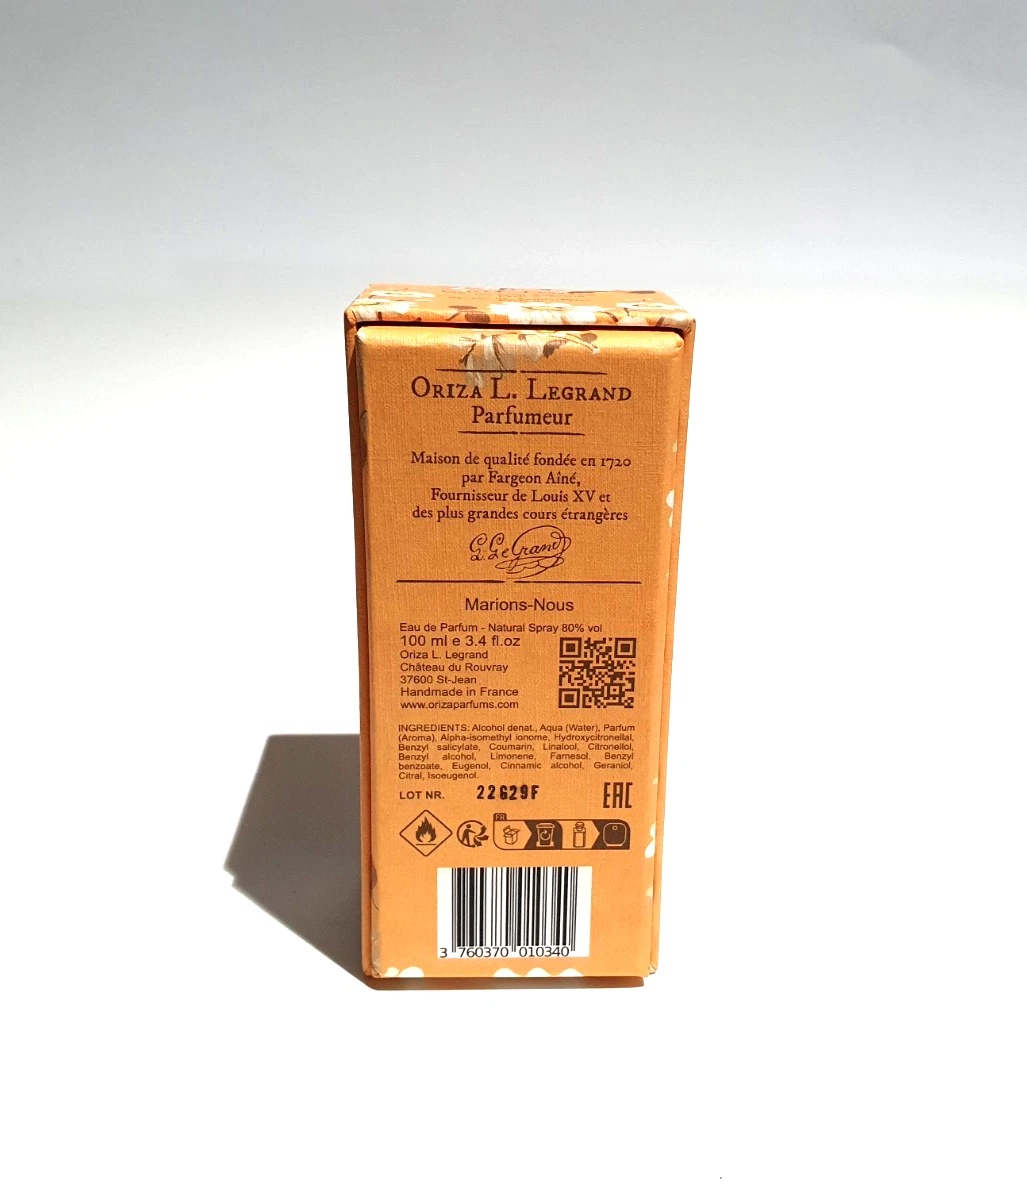 ORIZA L. LEGRAND
Parfumeur
Maison de qualité fondée en 1720
par Fargeon Aîné,
Fournisseur de Louis XV et
des plus grandes cours étrangères
L. LeGrand
Marions-Nous
Eau de Parfum - Natural Spray 80% vol
100 ml e 3.4 fl.oz
Oriza L. Legrand
Château du Rouvray
37600 St-Jean
Handmade in France
www.orizaparfums.com
INGREDIENTS: Alcohol denat., Aqua (Water), Parfum
(Aroma), Alpha-isomethyl ionome, Hydroxycitronellal,
Benzyl salicylate, Coumarin, Linalool, Citronellol,
Benzyl alcohol, Limonene, Farnesol, Benzyl
benzoate, Eugenol, Cinnamic alcohol, Geraniol,
Citral, Isoeugenol.
LOT NR. 22G29F EAC
FR
3 760370 010340